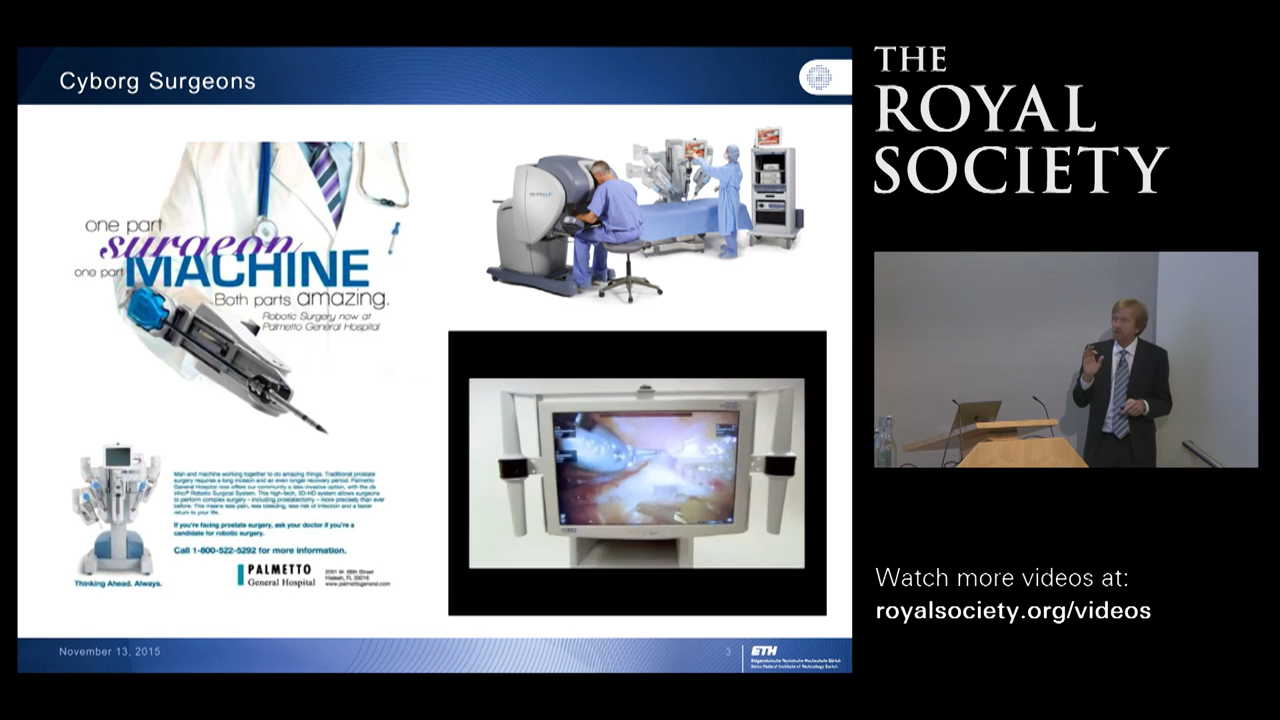 Cyborg Surgeons
one part
surgeon
one part MACHINE
Both parts amazing.
Robotic Surgery now at
Palmetto General Hospital
Man and machine working together to do amazing things. Traditional prostate
surgery requires a long incision and an even longer recovery period. Palmetto
General Hospital now offers our community a less-invasive option, with the da
Vinci® Robotic Surgical System. This high-tech, 3D-HD system allows surgeons
to perform complex surgery – including prostatectomy – more precisely than ever
before. This means less pain, less bleeding, less risk of infection and a faster
return to your life.
If you're facing prostate surgery, ask your doctor if you're a
candidate for robotic surgery.
Call 1-800-522-5292 for more information.
Thinking Ahead. Always.
PALMETTO
General Hospital
2001 W. 68th Street
Hialeah, FL 33016
www.palmettogeneral.com
November 13, 2015
3
ETH
Eidgenössische Technische Hochschule Zürich
Swiss Federal Institute of Technology Zurich
THE
ROYAL
SOCIETY
Watch more videos at:
royalsociety.org/videos